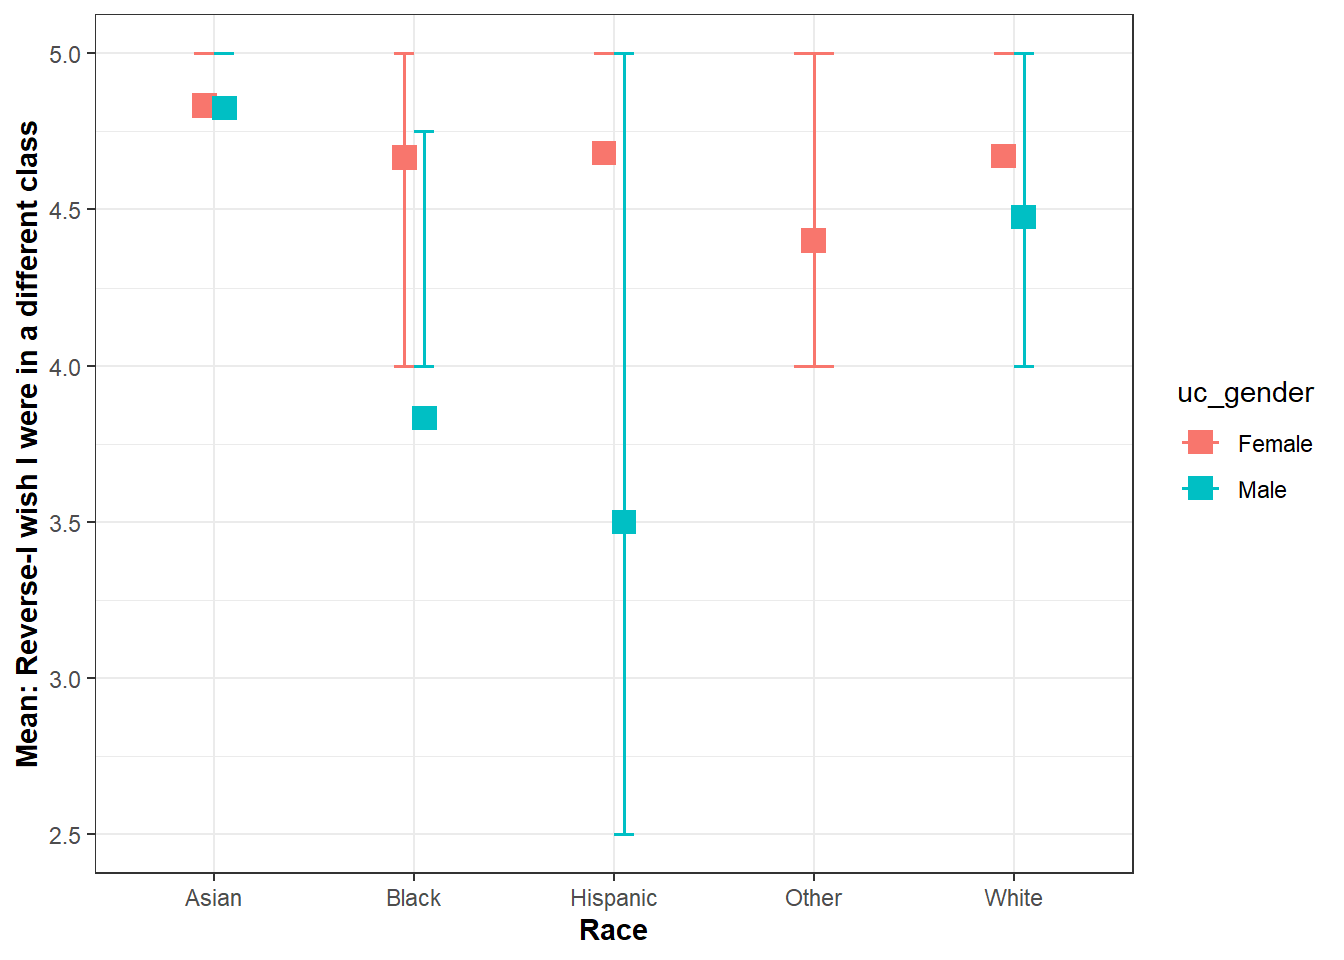 Mean: Reverse-I wish I were in a different class
5.0
4.5
4.0
3.5
3.0
2.5
Asian
Black
Hispanic
Other
White
Race
uc_gender
Female
Male